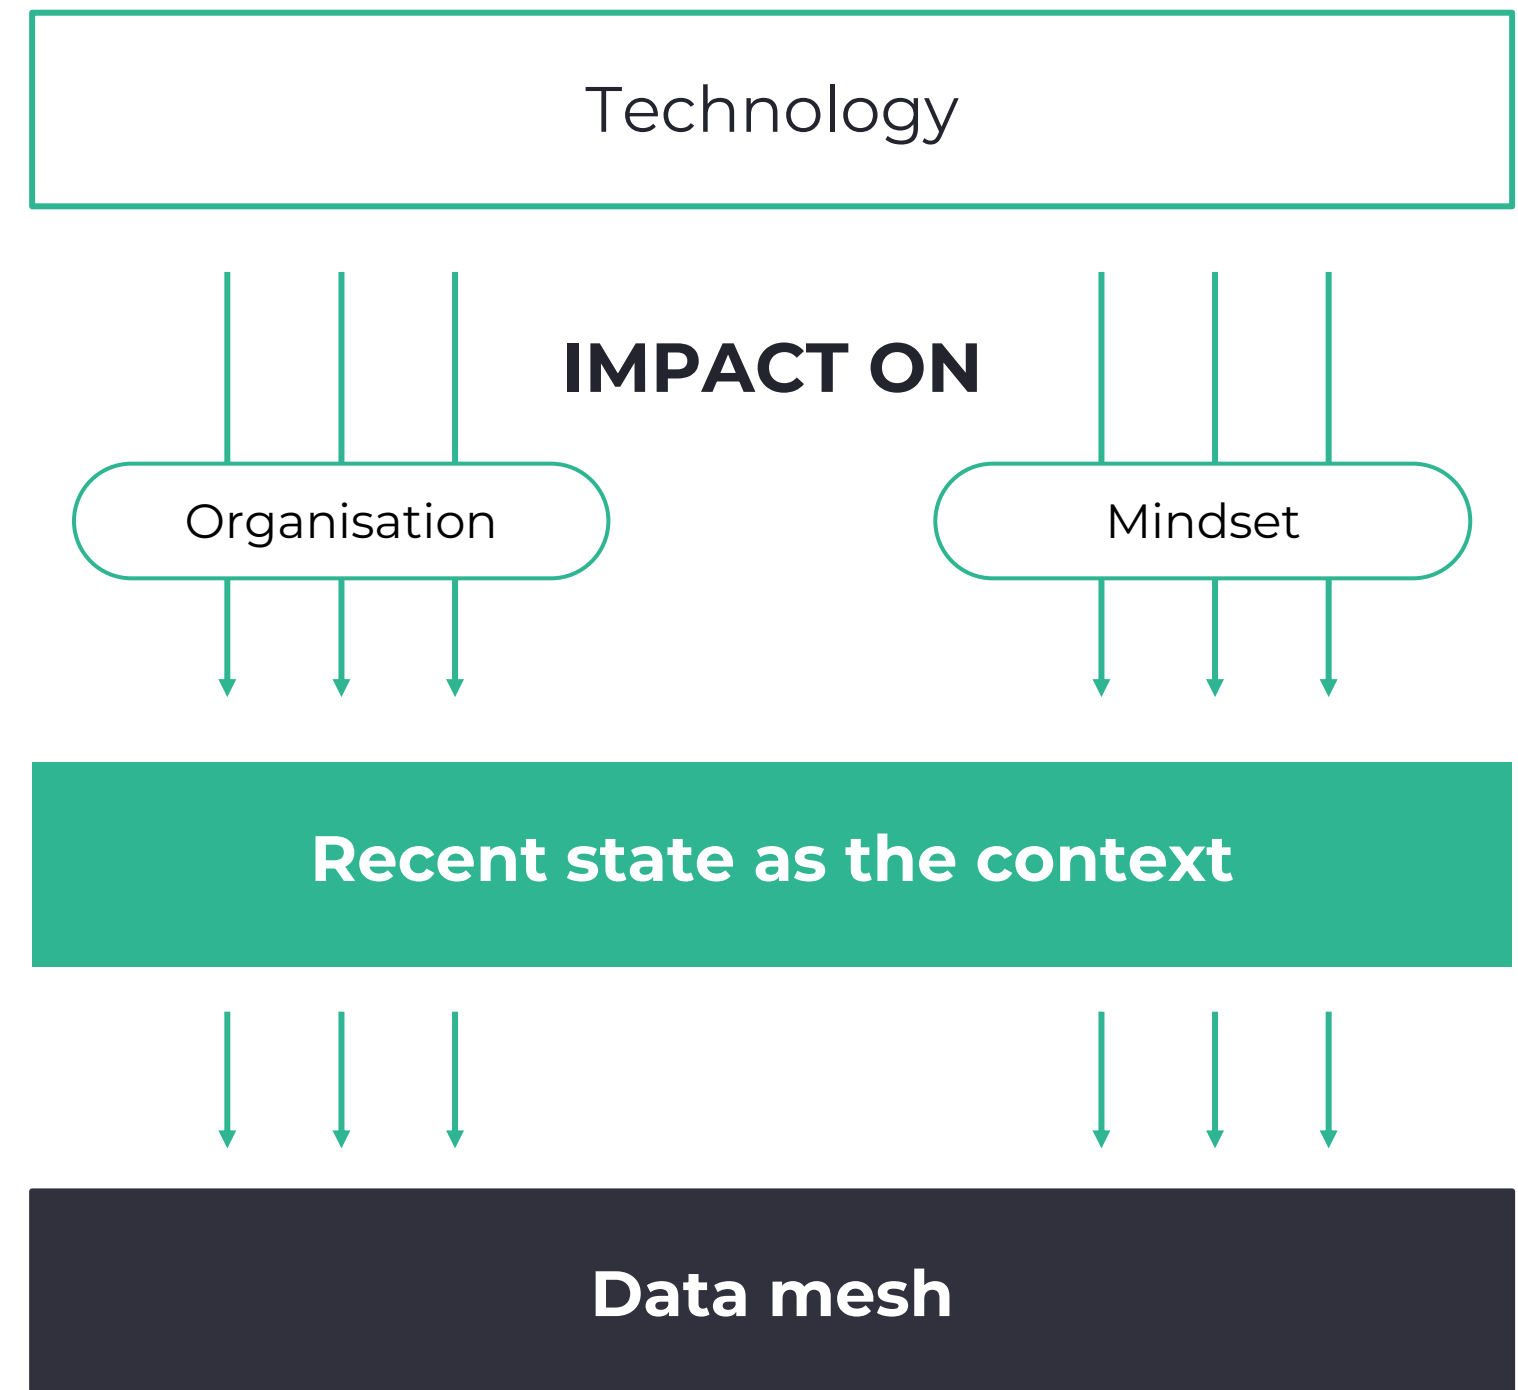 Technology
IMPACT ON
Organisation
Mindset
Recent state as the context
Data mesh